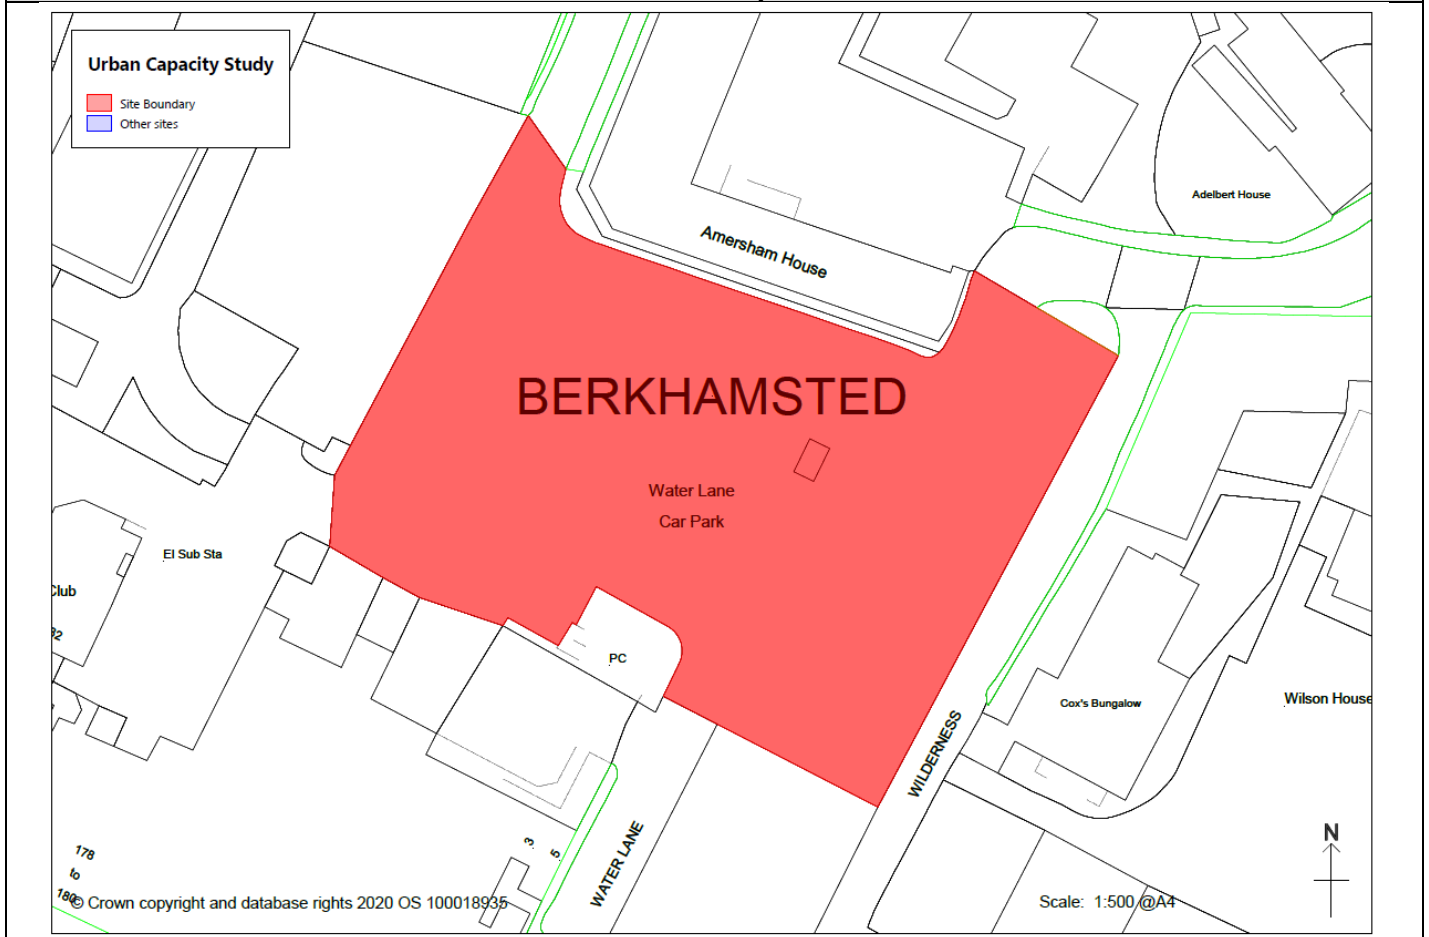 Urban Capacity Study
Site Boundary
Other sites
Adelbert House
Amersham House
BERKHAMSTED
Water Lane
Car Park
El Sub Sta
Club
82
PC
Cox's Bungalow
Wilson House
WILDERNESS
WATER LANE
3
5
178
to
180
© Crown copyright and database rights 2020 OS 100018935
Scale: 1:500 @A4
N